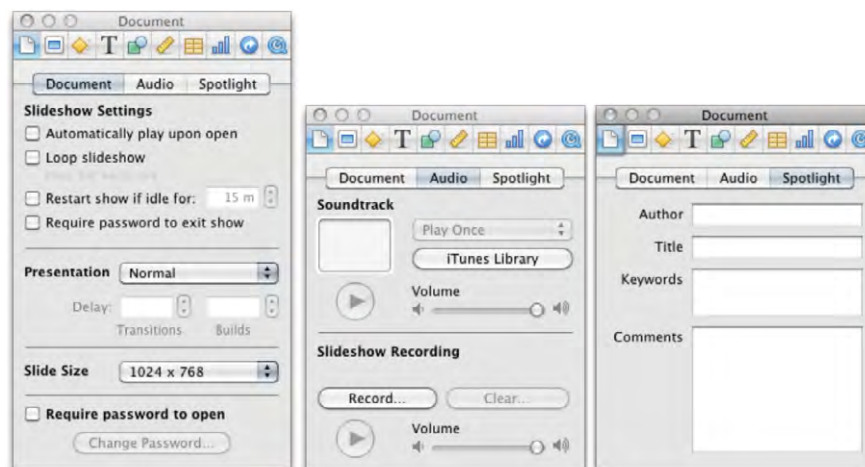 Document
T
Document Audio Spotlight
Slideshow Settings
Automatically play upon open
Loop slideshow
Restart show if idle for: 15 m
Require password to exit show
Presentation Normal
Delay:
Transitions Builds
Slide Size 1024 x 768
Require password to open
Change Password...
Document
T
Document Audio Spotlight
Soundtrack
Play Once
iTunes Library
Volume
Slideshow Recording
Record... Clear...
Volume
Document
T
Document Audio Spotlight
Author
Title
Keywords
Comments